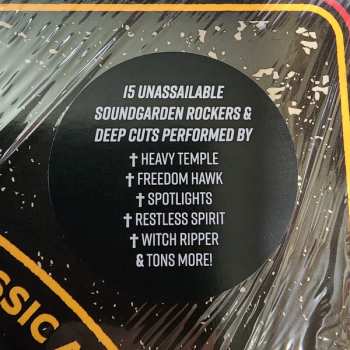 15 UNASSAILABLE
SOUNDGARDEN ROCKERS &
DEEP CUTS PERFORMED BY
† HEAVY TEMPLE
† FREEDOM HAWK
† SPOTLIGHTS
† RESTLESS SPIRIT
† WITCH RIPPER
& TONS MORE!